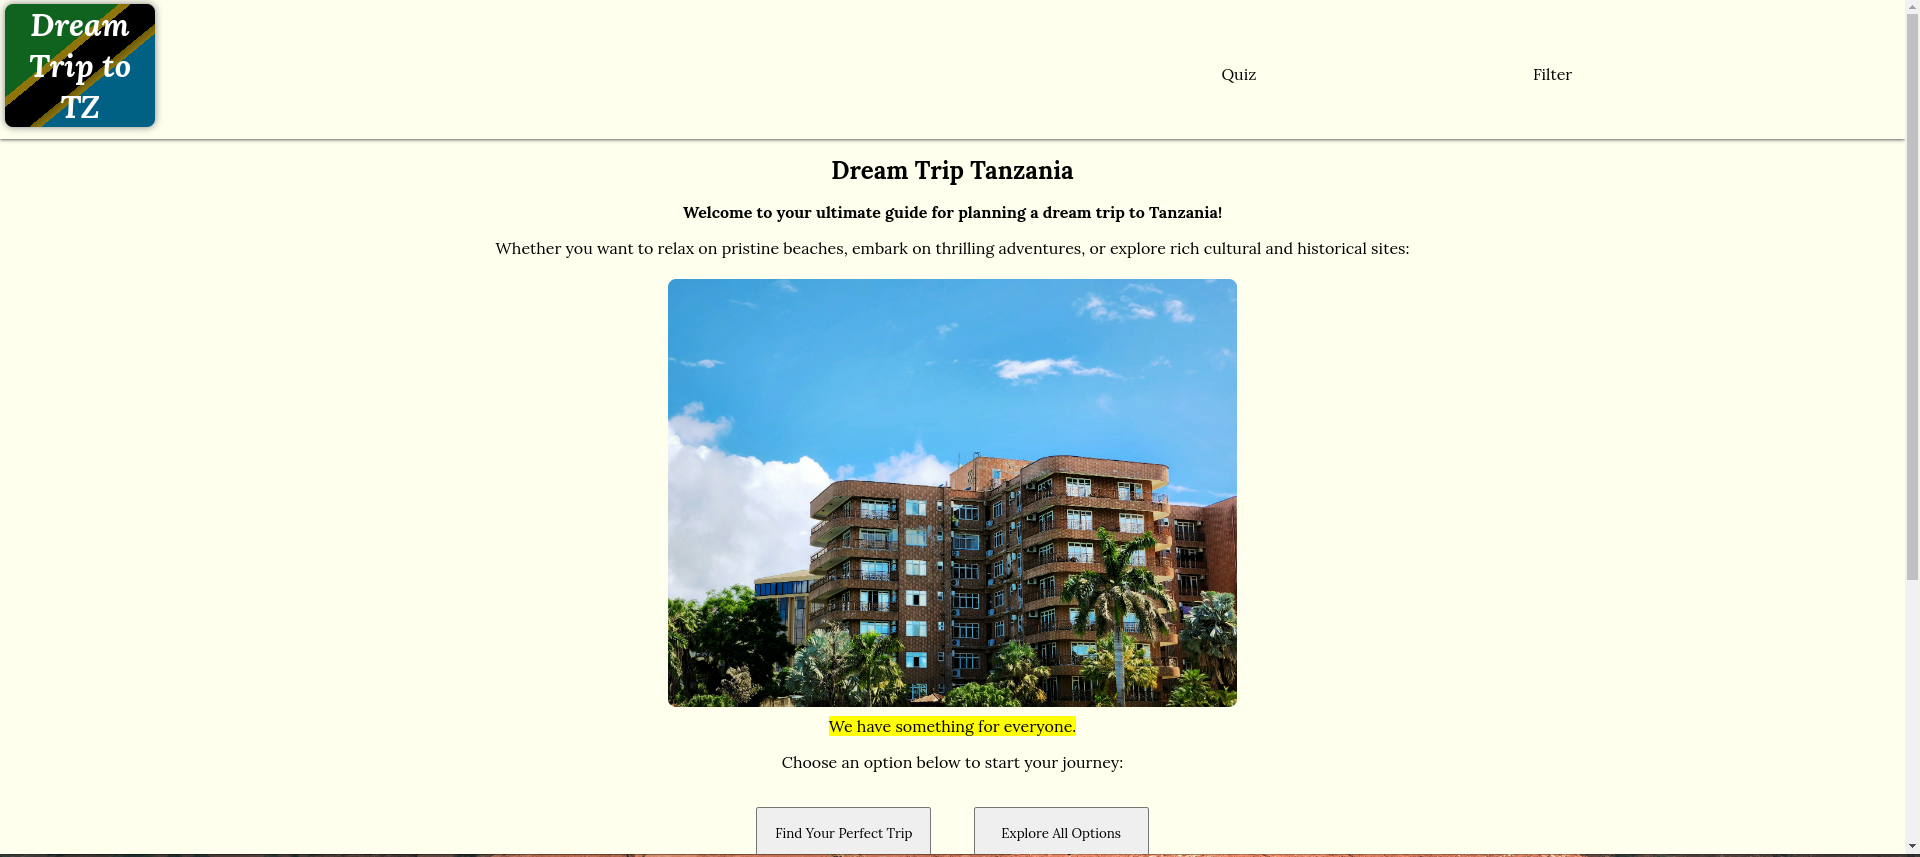 Dream
Trip to
TZ
Quiz
Filter
Dream Trip Tanzania
Welcome to your ultimate guide for planning a dream trip to Tanzania!
Whether you want to relax on pristine beaches, embark on thrilling adventures, or explore rich cultural and historical sites:
We have something for everyone.
Choose an option below to start your journey:
Find Your Perfect Trip
Explore All Options